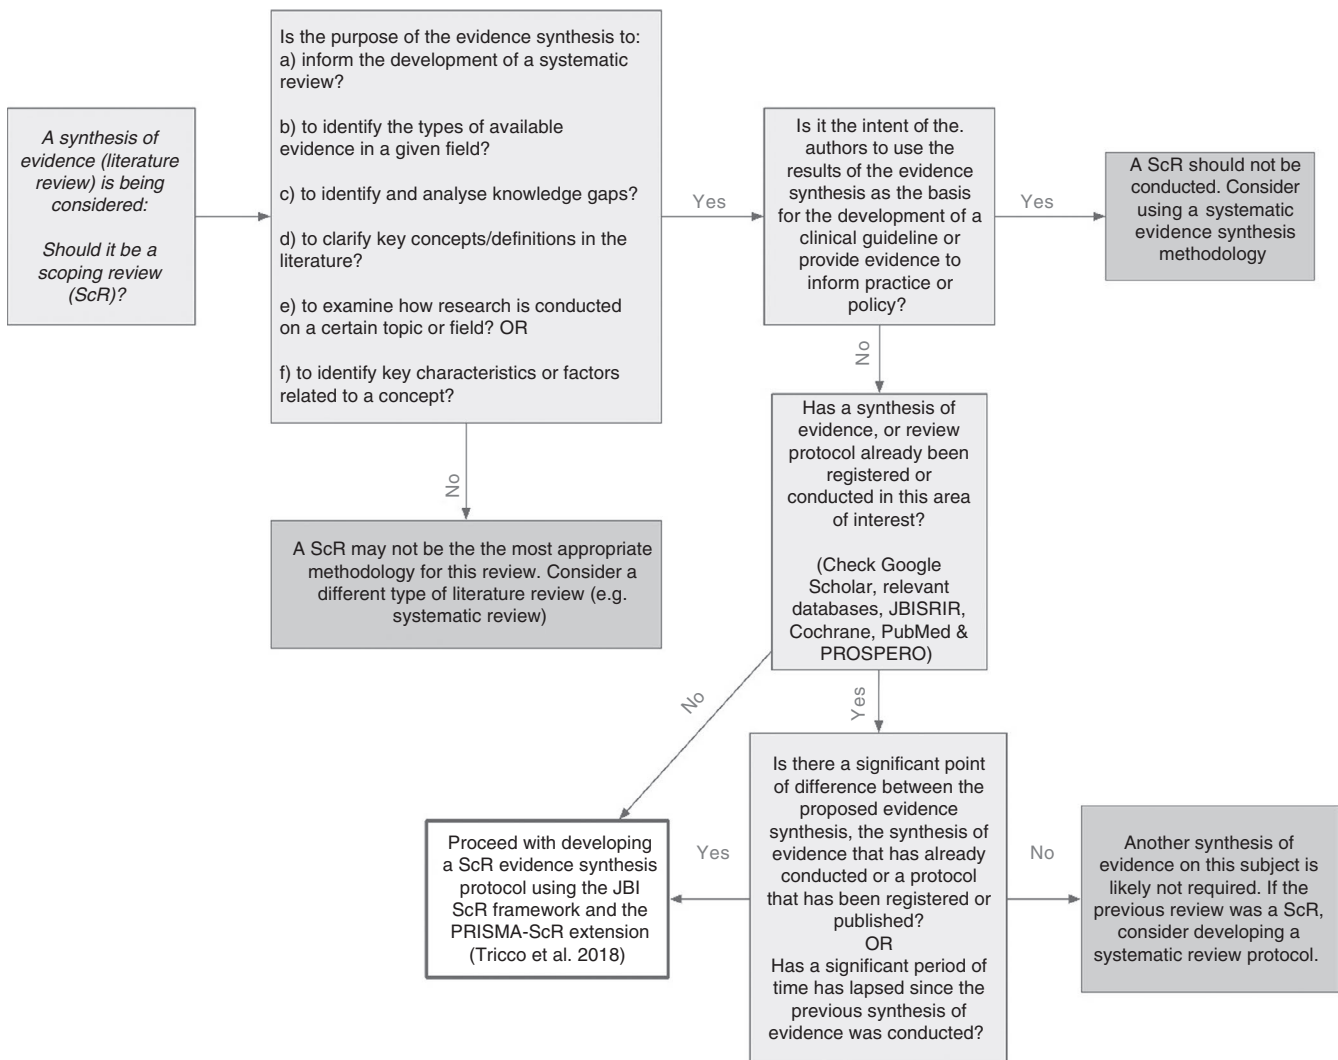 A synthesis of
evidence (literature
review) is being
considered:
Should it be a
scoping review
(ScR)?
Is the purpose of the evidence synthesis to:
a) inform the development of a systematic
review?
b) to identify the types of available
evidence in a given field?
c) to identify and analyse knowledge gaps?
d) to clarify key concepts/definitions in the
literature?
e) to examine how research is conducted
on a certain topic or field? OR
f) to identify key characteristics or factors
related to a concept?
Yes
No
A ScR may not be the the most appropriate
methodology for this review. Consider a
different type of literature review (e.g.
systematic review)
Is it the intent of the.
authors to use the
results of the evidence
synthesis as the basis
for the development of a
clinical guideline or
provide evidence to
inform practice or
policy?
Yes
A ScR should not be
conducted. Consider
using a systematic
evidence synthesis
methodology
No
Has a synthesis of
evidence, or review
protocol already been
registered or
conducted in this area
of interest?
(Check Google
Scholar, relevant
databases, JBISRIR,
Cochrane, PubMed &
PROSPERO)
No
Yes
Is there a significant point
of difference between the
proposed evidence
synthesis, the synthesis of
evidence that has already
conducted or a protocol
that has been registered or
published?
OR
Has a significant period of
time has lapsed since the
previous synthesis of
evidence was conducted?
Yes
Proceed with developing
a ScR evidence synthesis
protocol using the JBI
ScR framework and the
PRISMA-ScR extension
(Tricco et al. 2018)
No
Another synthesis of
evidence on this subject is
likely not required. If the
previous review was a ScR,
consider developing a
systematic review protocol.